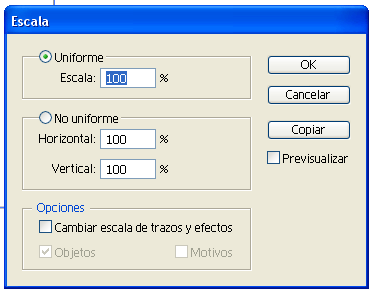 Escala
Uniforme
Escala: 100 %
No uniforme
Horizontal: 100 %
Vertical: 100 %
Opciones
Cambiar escala de trazos y efectos
Objetos Motivos
OK
Cancelar
Copiar
Previsualizar